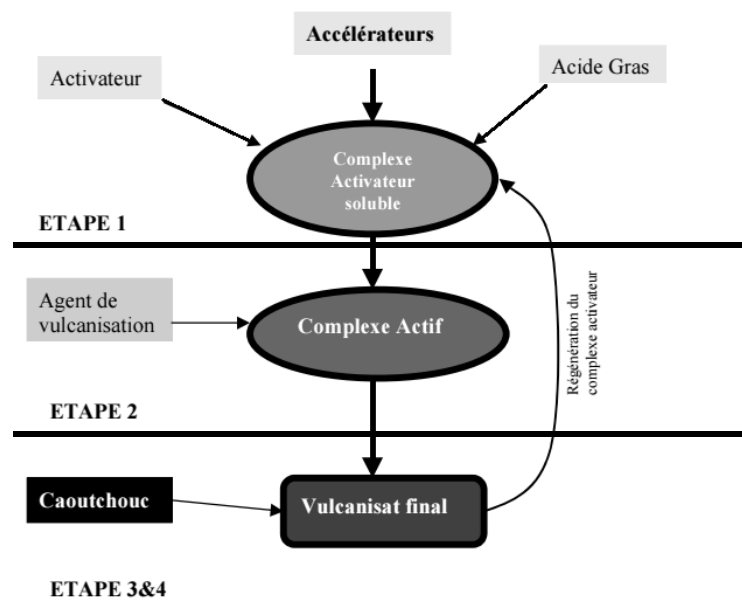 Accélérateurs
Activateur
Acide Gras
Complexe
Activateur
soluble
ETAPE 1
Agent de
vulcanisation
Complexe Actif
Régénération du
complexe activateur
ETAPE 2
Caoutchouc
Vulcanisat final
ETAPE 3&4